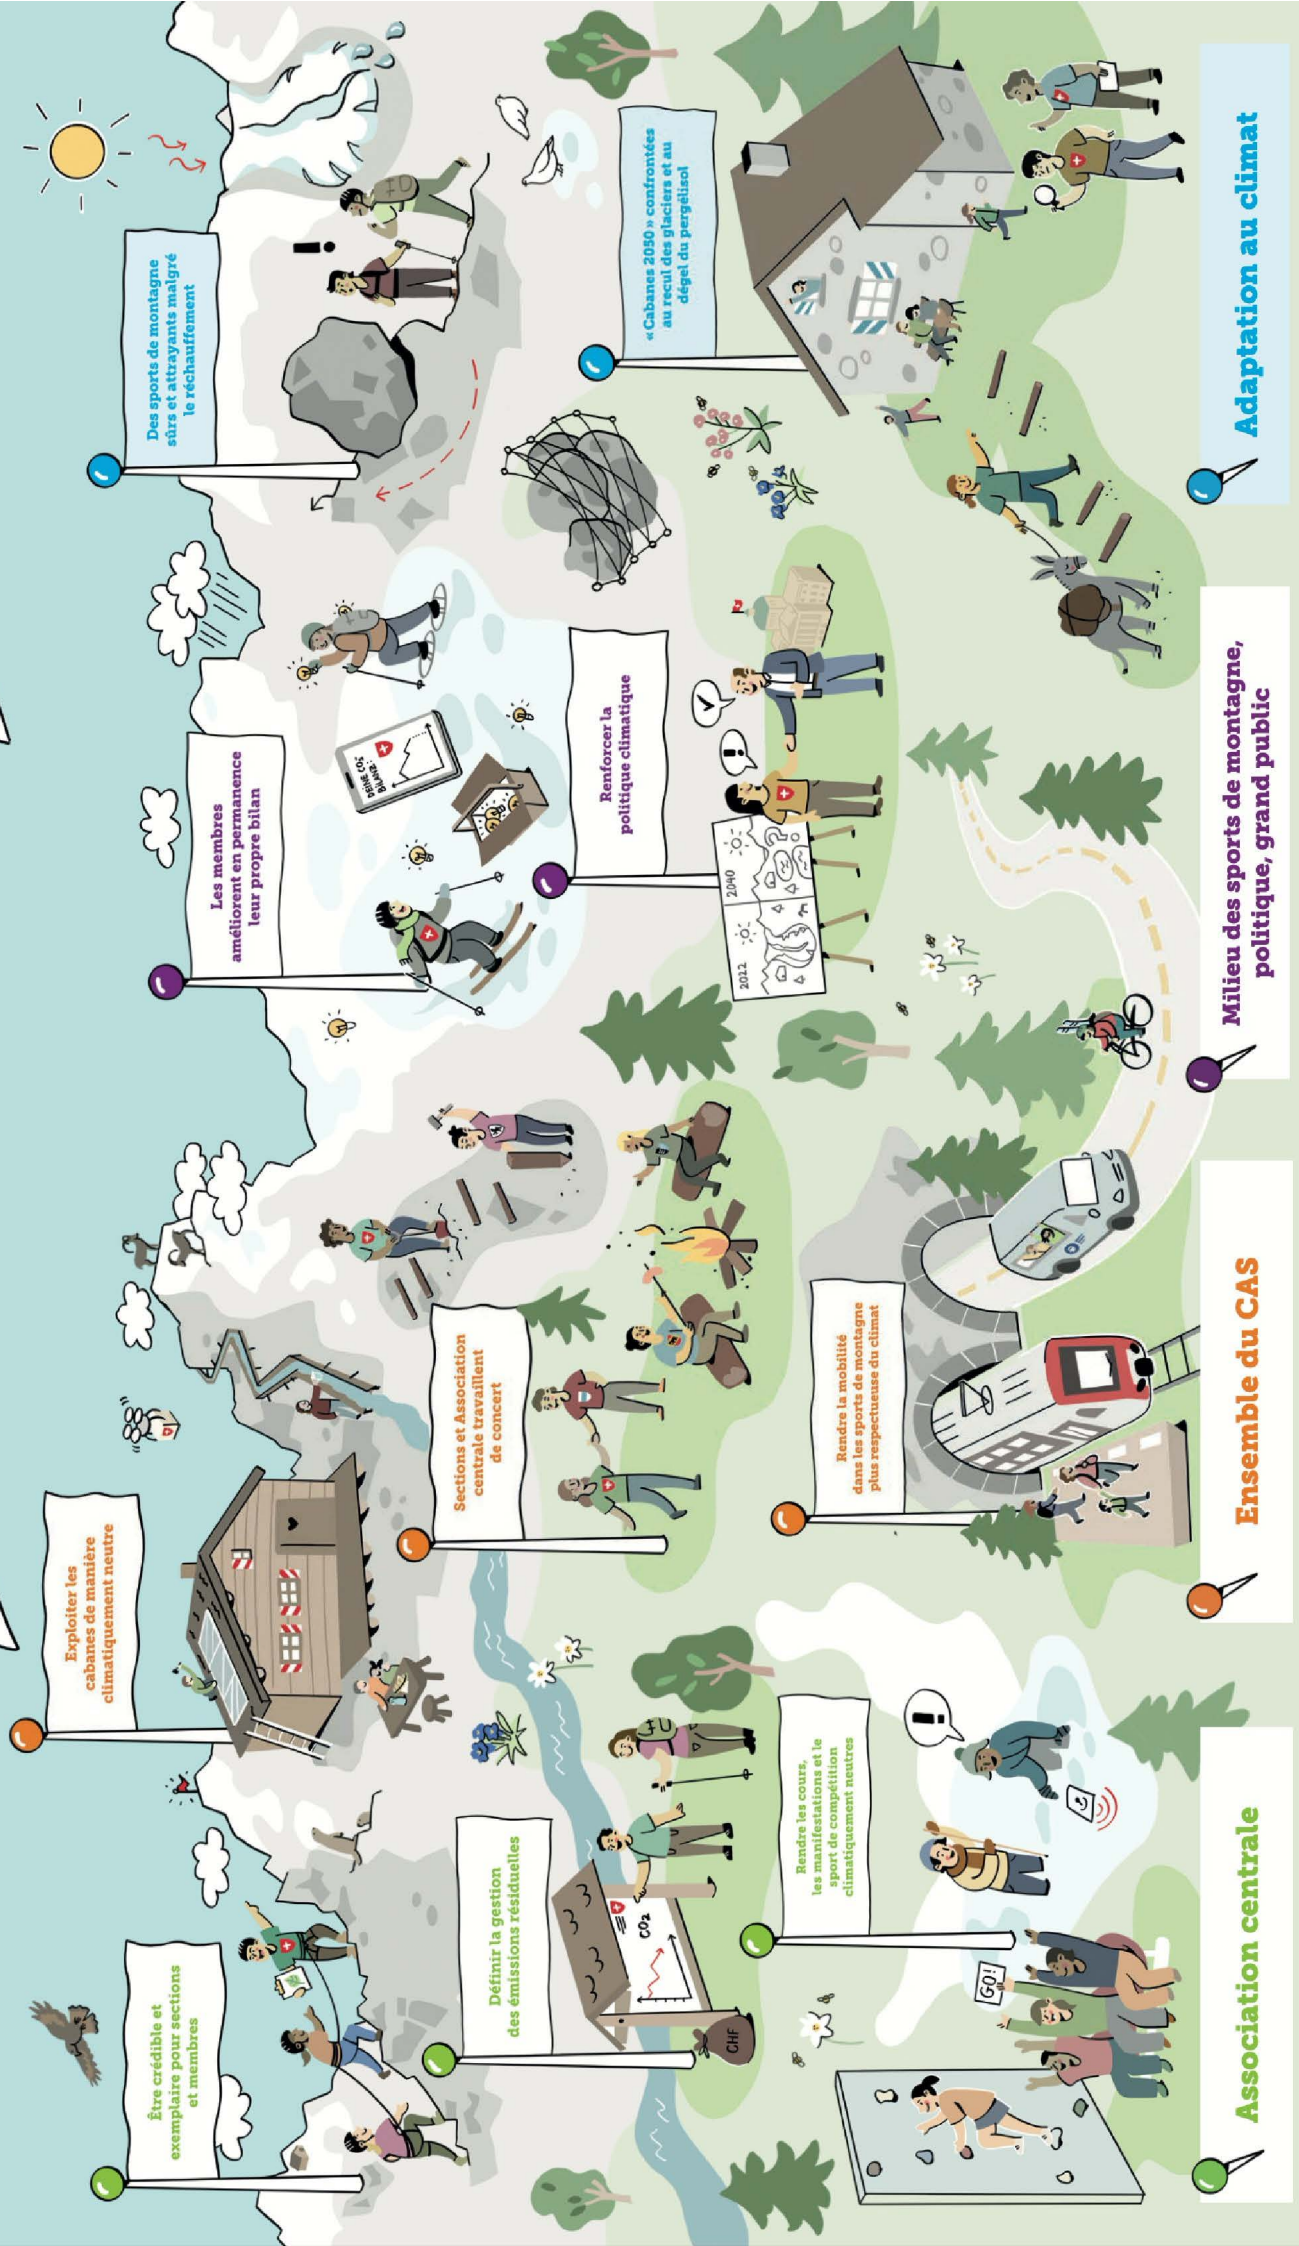 Être crédible et
exemplaire pour sections
et membres
Définir la gestion
des émissions résiduelles
CO2
CHF
Rendre les cours,
les manifestations et le
sport de compétition
climatiquement neutres
!
GO!
Association centrale
Exploiter les
cabanes de manière
climatiquement neutre
Sections et Association
centrale travaillent
de concert
Rendre la mobilité
dans les sports de montagne
plus respectueuse du climat
Ensemble du CAS
Les membres
améliorent en permanence
leur propre bilan
DEINE CO2
BILANZ:
Renforcer la
politique climatique
2022
2040
!
Milieu des sports de montagne,
politique, grand public
Des sports de montagne
sûrs et attrayants malgré
le réchauffement
!
« Cabanes 2050 » confrontées
au recul des glaciers et au
dégel du pergélisol
Adaptation au climat